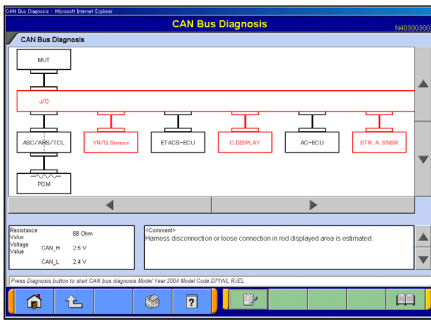 CAN Bus Diagnosis - Microsoft Internet Explorer
CAN Bus Diagnosis
N40300300
CAN Bus Diagnosis
MUT
J/C
ASC/ABS/TCL
YR/G Sensor
ETACS-ECU
C.DISPLAY
AC-ECU
STR A. SNSR
PCM
Resistance Value 68 Ohm
Voltage Value CAN_H 2.5 V
CAN_L 2.4 V
<Comment>
Harness disconnection or loose connection in red displayed area is estimated.
Press Diagnosis button to start CAN bus diagnosis. Model Year:2004 Model Code:D71WL RJEL
?